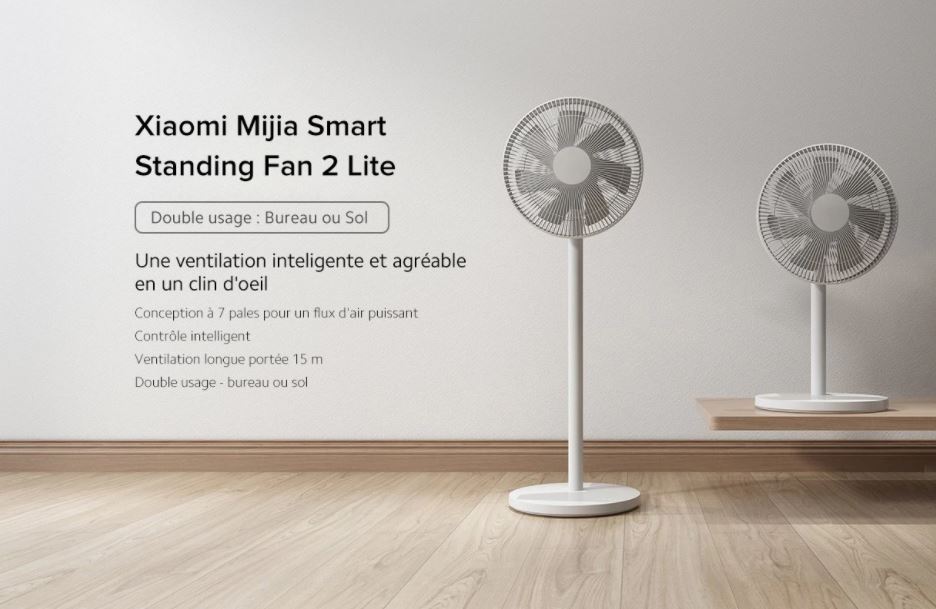 Xiaomi Mijia Smart
Standing Fan 2 Lite
Double usage : Bureau ou Sol
Une ventilation inteligente et agréable
en un clin d'oeil
Conception à 7 pales pour un flux d'air puissant
Contrôle intelligent
Ventilation longue portée 15 m
Double usage - bureau ou sol